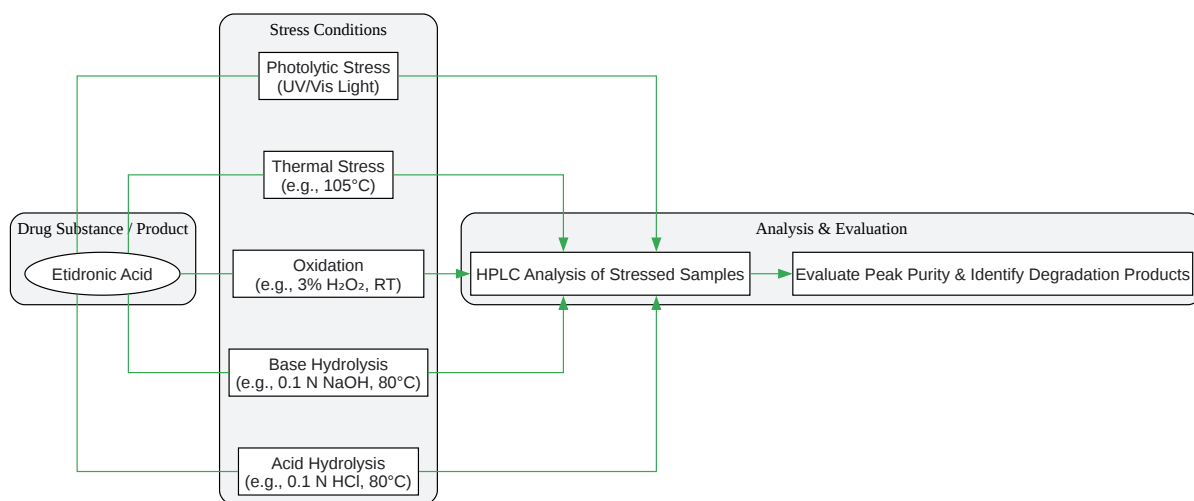 Stress Conditions
Photolytic Stress
(UV/Vis Light)
Thermal Stress
(e.g., 105°C)
Drug Substance / Product
Etidronic Acid
Oxidation
(e.g., 3% H₂O₂, RT)
Base Hydrolysis
(e.g., 0.1 N NaOH, 80°C)
Acid Hydrolysis
(e.g., 0.1 N HCl, 80°C)
Analysis & Evaluation
HPLC Analysis of Stressed Samples
Evaluate Peak Purity & Identify Degradation Products